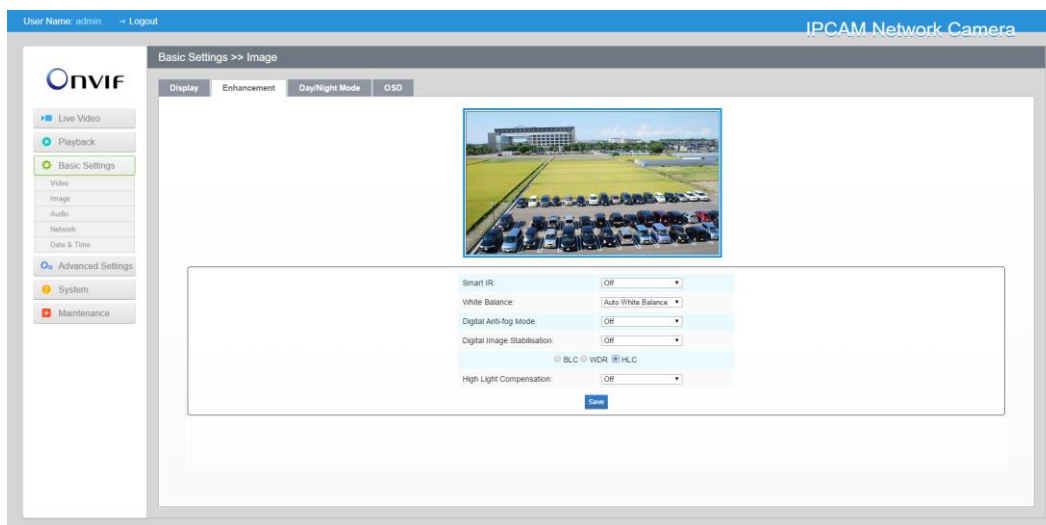 User Name: admin → Logout
IPCAM Network Camera
ONVIF
Basic Settings >> Image
Display Enhancement Day/Night Mode OSD
Live Video
Playback
Basic Settings
Video
Image
Audio
Network
Date & Time
Advanced Settings
System
Maintenance
Smart IR: Off
White Balance: Auto White Balance
Digital Anti-fog Mode: Off
Digital Image Stabilisation: Off
BLC WDR HLC
High Light Compensation: Off
Save